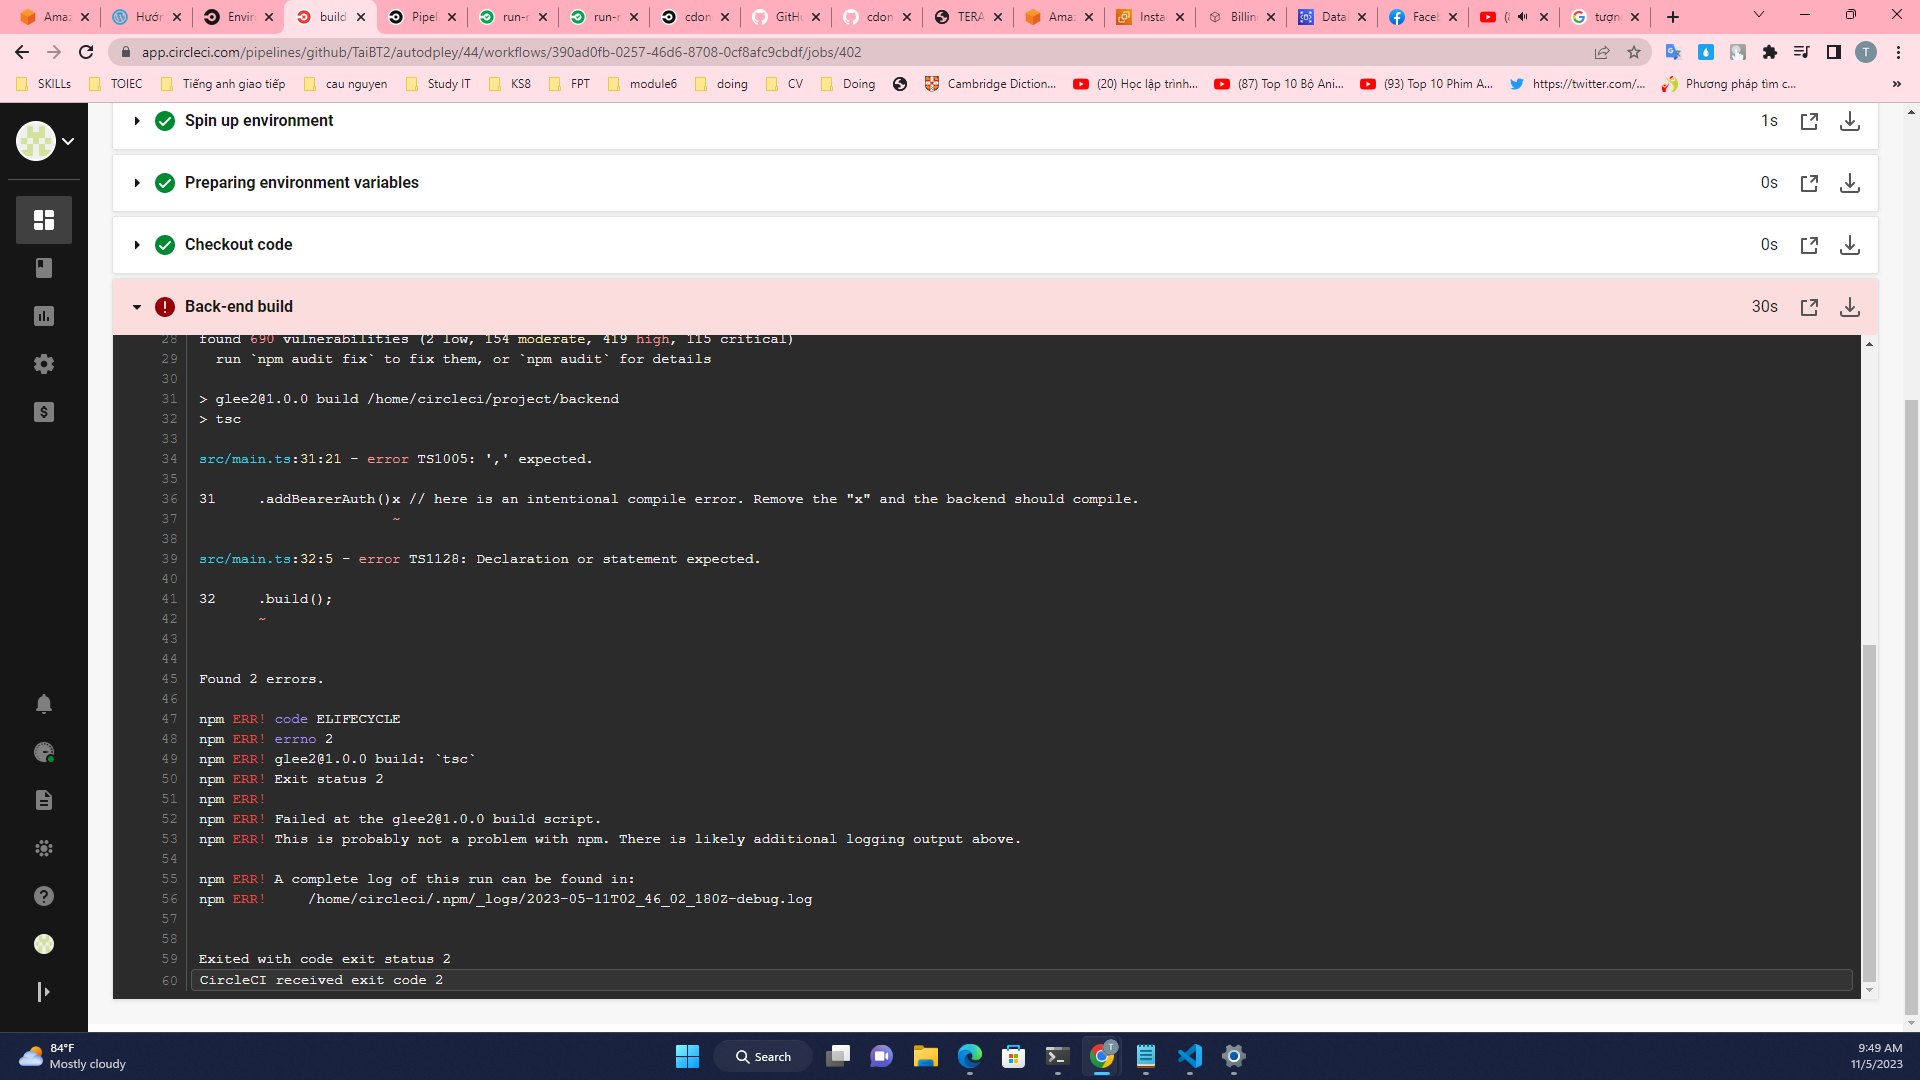 Ama:
Hướn
Enviro
build
Pipel
run-n
run-n
cdon
GitHu
cdon
TERA
Ama:
Insta
Billin
Datal
Facel
tượng
app.circleci.com/pipelines/github/TaiBT2/autodpley/44/workflows/390ad0fb-0257-46d6-8708-0cf8afc9cbdf/jobs/402
T
SKILLs
TOIEC
Tiếng anh giao tiếp
cau nguyen
Study IT
KS8
FPT
module6
doing
CV
Doing
Cambridge Diction...
(20) Học lập trình...
(87) Top 10 Bộ Ani...
(93) Top 10 Phim A...
https://twitter.com/...
Phương pháp tìm c...
»
Spin up environment
1s
Preparing environment variables
0s
Checkout code
0s
Back-end build
30s
28 found 690 vulnerabilities (2 low, 154 moderate, 419 high, 115 critical)
29 run `npm audit fix` to fix them, or `npm audit` for details
30
31 > glee2@1.0.0 build /home/circleci/project/backend
32 > tsc
33
34 src/main.ts:31:21 - error TS1005: ',' expected.
35
36 31 .addBearerAuth()x // here is an intentional compile error. Remove the "x" and the backend should compile.
37 ~
38
39 src/main.ts:32:5 - error TS1128: Declaration or statement expected.
40
41 32 .build();
42 ~
43
44
45 Found 2 errors.
46
47 npm ERR! code ELIFECYCLE
48 npm ERR! errno 2
49 npm ERR! glee2@1.0.0 build: `tsc`
50 npm ERR! Exit status 2
51 npm ERR!
52 npm ERR! Failed at the glee2@1.0.0 build script.
53 npm ERR! This is probably not a problem with npm. There is likely additional logging output above.
54
55 npm ERR! A complete log of this run can be found in:
56 npm ERR! /home/circleci/.npm/_logs/2023-05-11T02_46_02_180Z-debug.log
57
58
59 Exited with code exit status 2
60 CircleCI received exit code 2
84°F
Mostly cloudy
Search
T
9:49 AM
11/5/2023